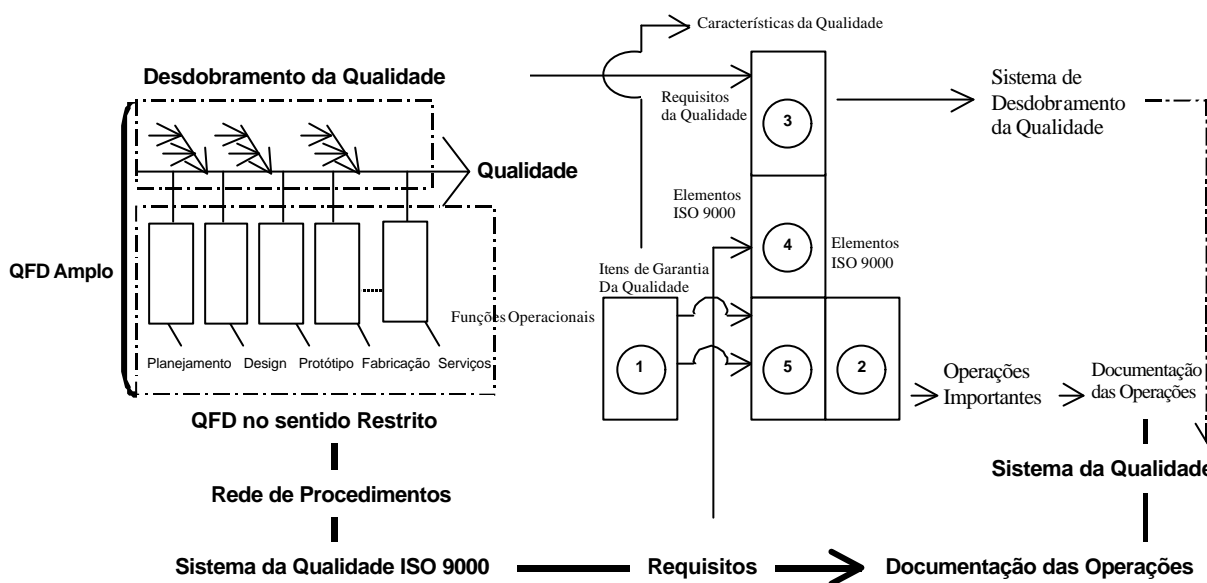 Características da Qualidade
Desdobramento da Qualidade
Requisitos
da Qualidade
3
Sistema de
Desdobramento
da Qualidade
Qualidade
Elementos
ISO 9000
4
Elementos
ISO 9000
QFD Amplo
Itens de Garantia
Da Qualidade
Funções Operacionais
1
5
2
Planejamento
Design
Protótipo
Fabricação
Serviços
Operações
Importantes
Documentação
das Operações
QFD no sentido Restrito
Sistema da Qualidade
Rede de Procedimentos
Sistema da Qualidade ISO 9000
Requisitos
Documentação das Operações